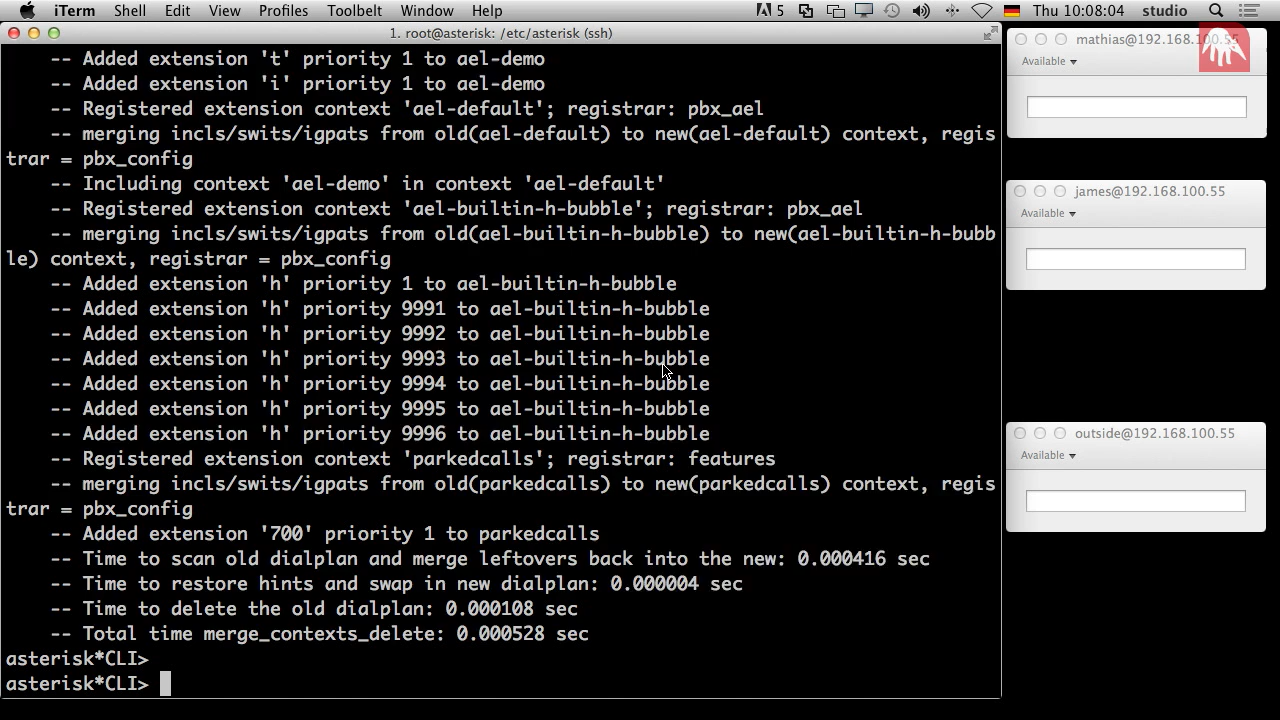 iTerm Shell Edit View Profiles Toolbelt Window Help 5 Thu 10:08:04 studio
1. root@asterisk: /etc/asterisk (ssh)
-- Added extension 't' priority 1 to ael-demo
-- Added extension 'i' priority 1 to ael-demo
-- Registered extension context 'ael-default'; registrar: pbx_ael
-- merging incls/swits/igpats from old(ael-default) to new(ael-default) context, regis
trar = pbx_config
-- Including context 'ael-demo' in context 'ael-default'
-- Registered extension context 'ael-builtin-h-bubble'; registrar: pbx_ael
-- merging incls/swits/igpats from old(ael-builtin-h-bubble) to new(ael-builtin-h-bubb
le) context, registrar = pbx_config
-- Added extension 'h' priority 1 to ael-builtin-h-bubble
-- Added extension 'h' priority 9991 to ael-builtin-h-bubble
-- Added extension 'h' priority 9992 to ael-builtin-h-bubble
-- Added extension 'h' priority 9993 to ael-builtin-h-bubble
-- Added extension 'h' priority 9994 to ael-builtin-h-bubble
-- Added extension 'h' priority 9995 to ael-builtin-h-bubble
-- Added extension 'h' priority 9996 to ael-builtin-h-bubble
-- Registered extension context 'parkedcalls'; registrar: features
-- merging incls/swits/igpats from old(parkedcalls) to new(parkedcalls) context, regis
trar = pbx_config
-- Added extension '700' priority 1 to parkedcalls
-- Time to scan old dialplan and merge leftovers back into the new: 0.000416 sec
-- Time to restore hints and swap in new dialplan: 0.000004 sec
-- Time to delete the old dialplan: 0.000108 sec
-- Total time merge_contexts_delete: 0.000528 sec
asterisk*CLI>
asterisk*CLI>
mathias@192.168.100.55
Available
james@192.168.100.55
Available
outside@192.168.100.55
Available